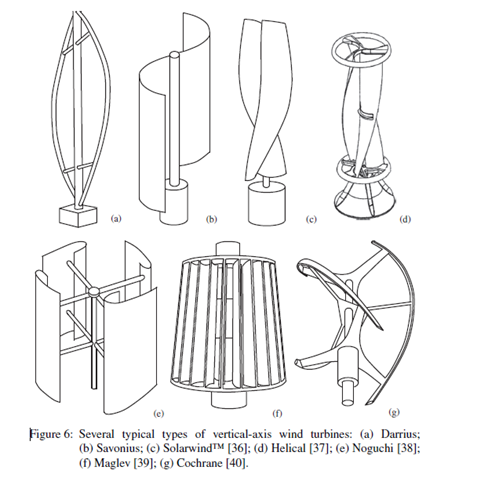 (a)
(b)
(c)
(d)
(e)
(f)
(g)
Figure 6: Several typical types of vertical-axis wind turbines: (a) Darrius;
(b) Savonius; (c) Solarwind™ [36]; (d) Helical [37]; (e) Noguchi [38];
(f) Maglev [39]; (g) Cochrane [40].